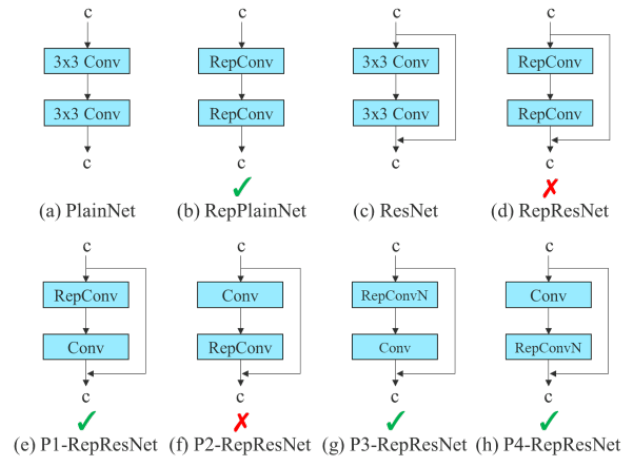 c c c c
3x3 Conv RepConv 3x3 Conv RepConv
3x3 Conv RepConv 3x3 Conv RepConv
c c c c
✓ ✗
(a) PlainNet (b) RepPlainNet (c) ResNet (d) RepResNet
c c c c
RepConv Conv RepConvN Conv
Conv RepConv Conv RepConvN
c c c c
✓ ✗ ✓ ✓
(e) P1-RepResNet (f) P2-RepResNet (g) P3-RepResNet (h) P4-RepResNet